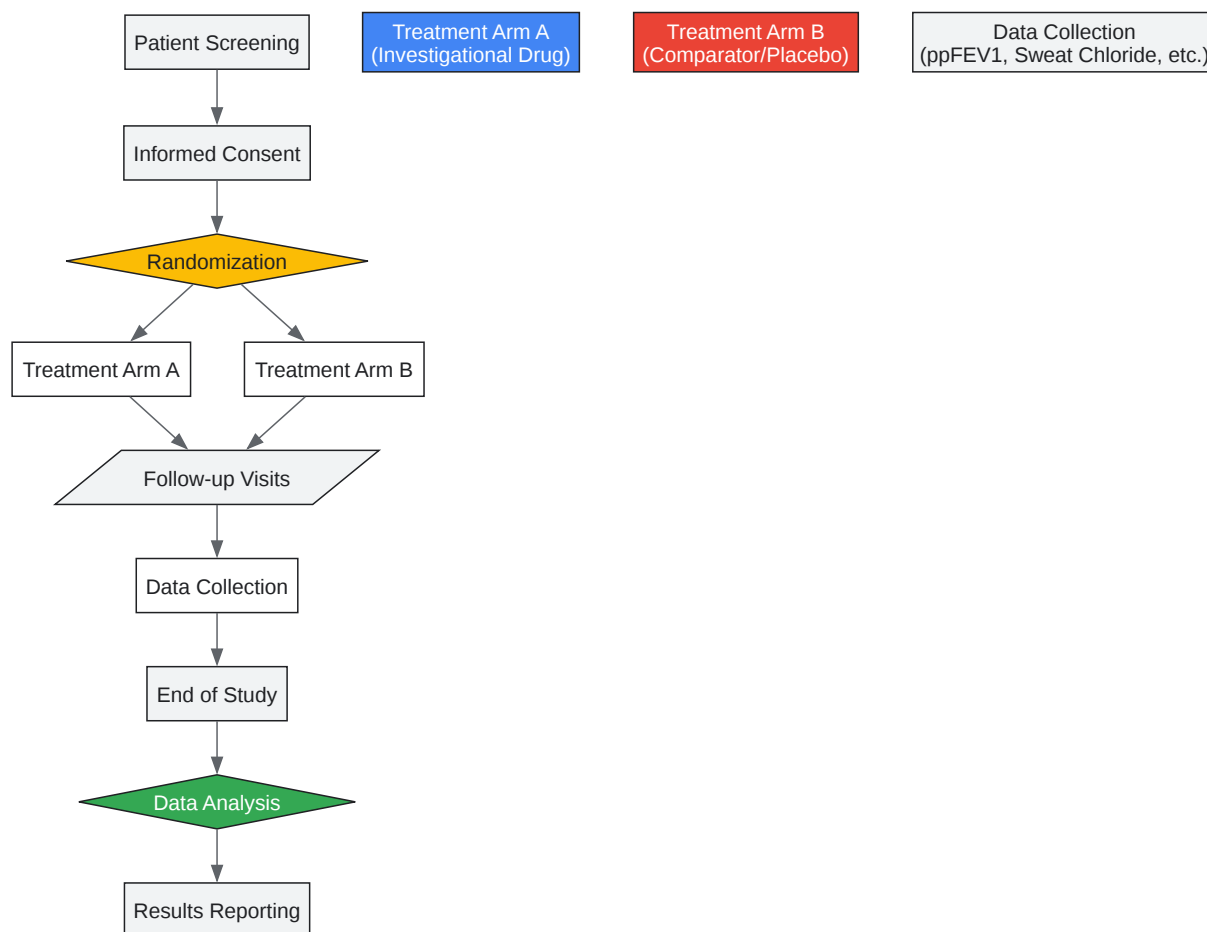 Patient Screening
Treatment Arm A
(Investigational Drug)
Treatment Arm B
(Comparator/Placebo)
Data Collection
(ppFEV1, Sweat Chloride, etc.)
Informed Consent
Randomization
Treatment Arm A
Treatment Arm B
Follow-up Visits
Data Collection
End of Study
Data Analysis
Results Reporting